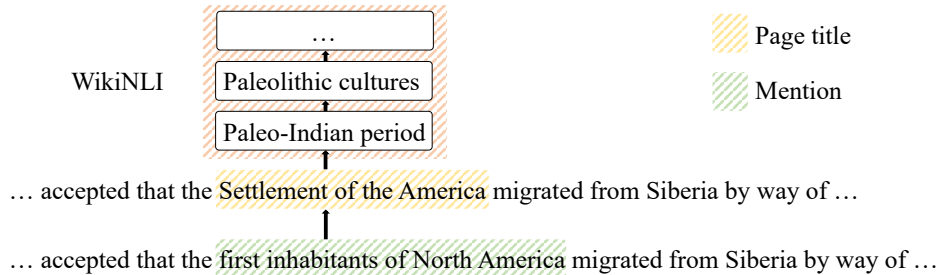 …
Page title
WikiNLI
Paleolithic cultures
Mention
Paleo-Indian period
… accepted that the Settlement of the America migrated from Siberia by way of …
… accepted that the first inhabitants of North America migrated from Siberia by way of …